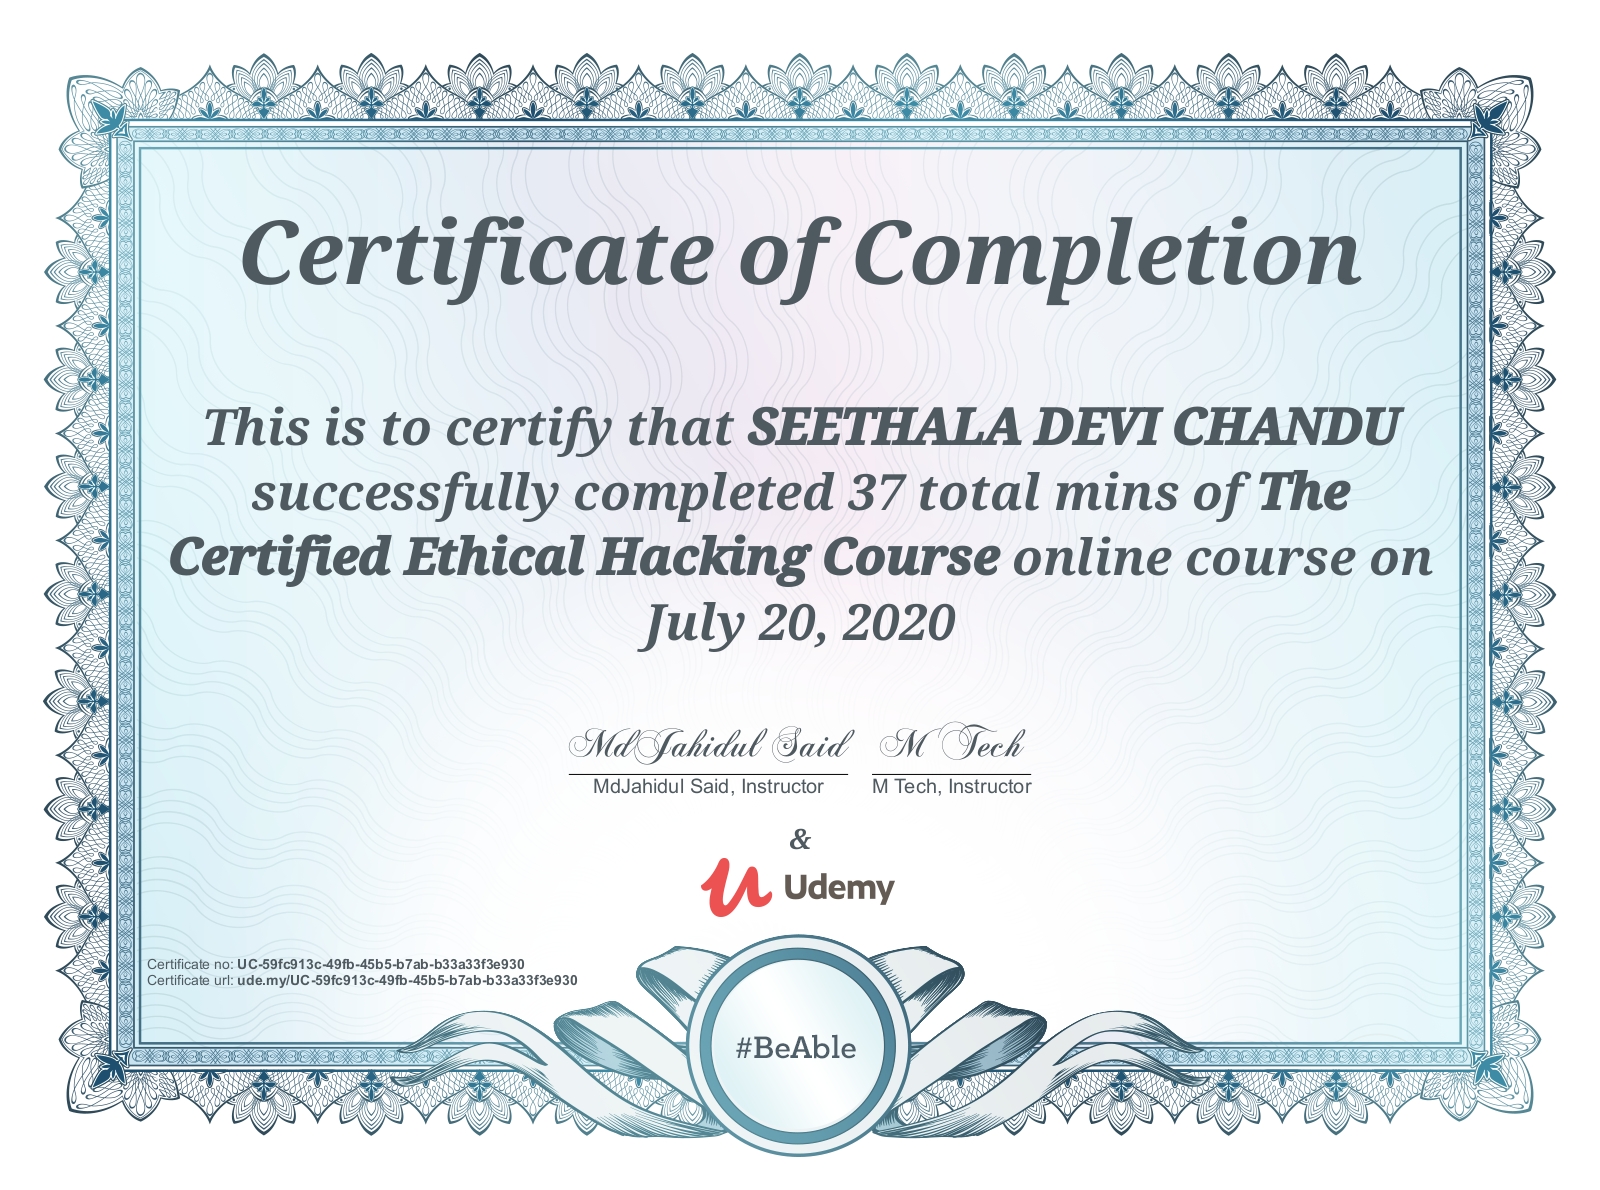 Certificate of Completion
This is to certify that SEETHALA DEVI CHANDU
successfully completed 37 total mins of The
Certified Ethical Hacking Course online course on
July 20, 2020
MdJahidul Said M Tech
MdJahidul Said, Instructor M Tech, Instructor
&
Udemy
Certificate no: UC-59fc913c-49fb-45b5-b7ab-b33a33f3e930
Certificate url: ude.my/UC-59fc913c-49fb-45b5-b7ab-b33a33f3e930
#BeAble